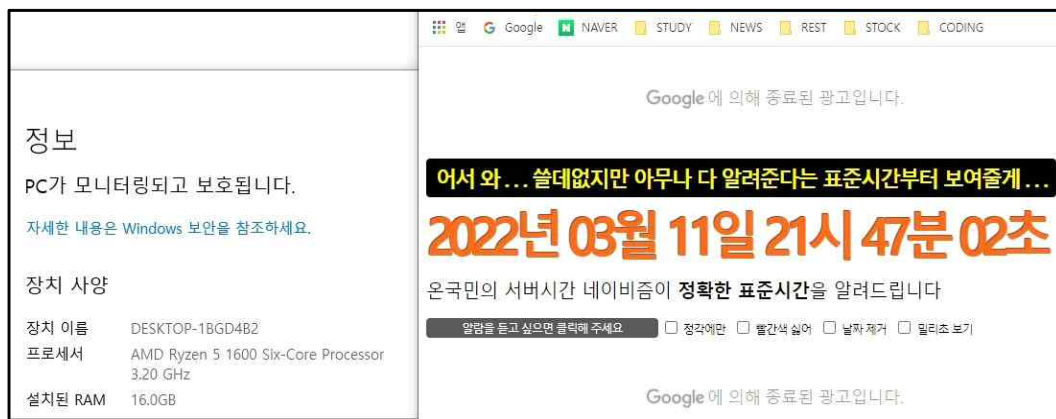 정보
PC가 모니터링되고 보호됩니다.
자세한 내용은 Windows 보안을 참조하세요.
장치 사양
장치 이름 DESKTOP-1BGD4B2
프로세서 AMD Ryzen 5 1600 Six-Core Processor
3.20 GHz
설치된 RAM 16.0GB
앱 Google NAVER STUDY NEWS REST STOCK CODING
Google에 의해 종료된 광고입니다.
어서 와... 쓸데없지만 아무나 다 알려준다는 표준시간부터 보여줄게...
2022년 03월 11일 21시 47분 02초
온국민의 서버시간 네이비즘이 정확한 표준시간을 알려드립니다
알람을 듣고 싶으면 클릭해 주세요 정각에만 빨간색 싫어 날짜 제거 밀리초 보기
Google에 의해 종료된 광고입니다.